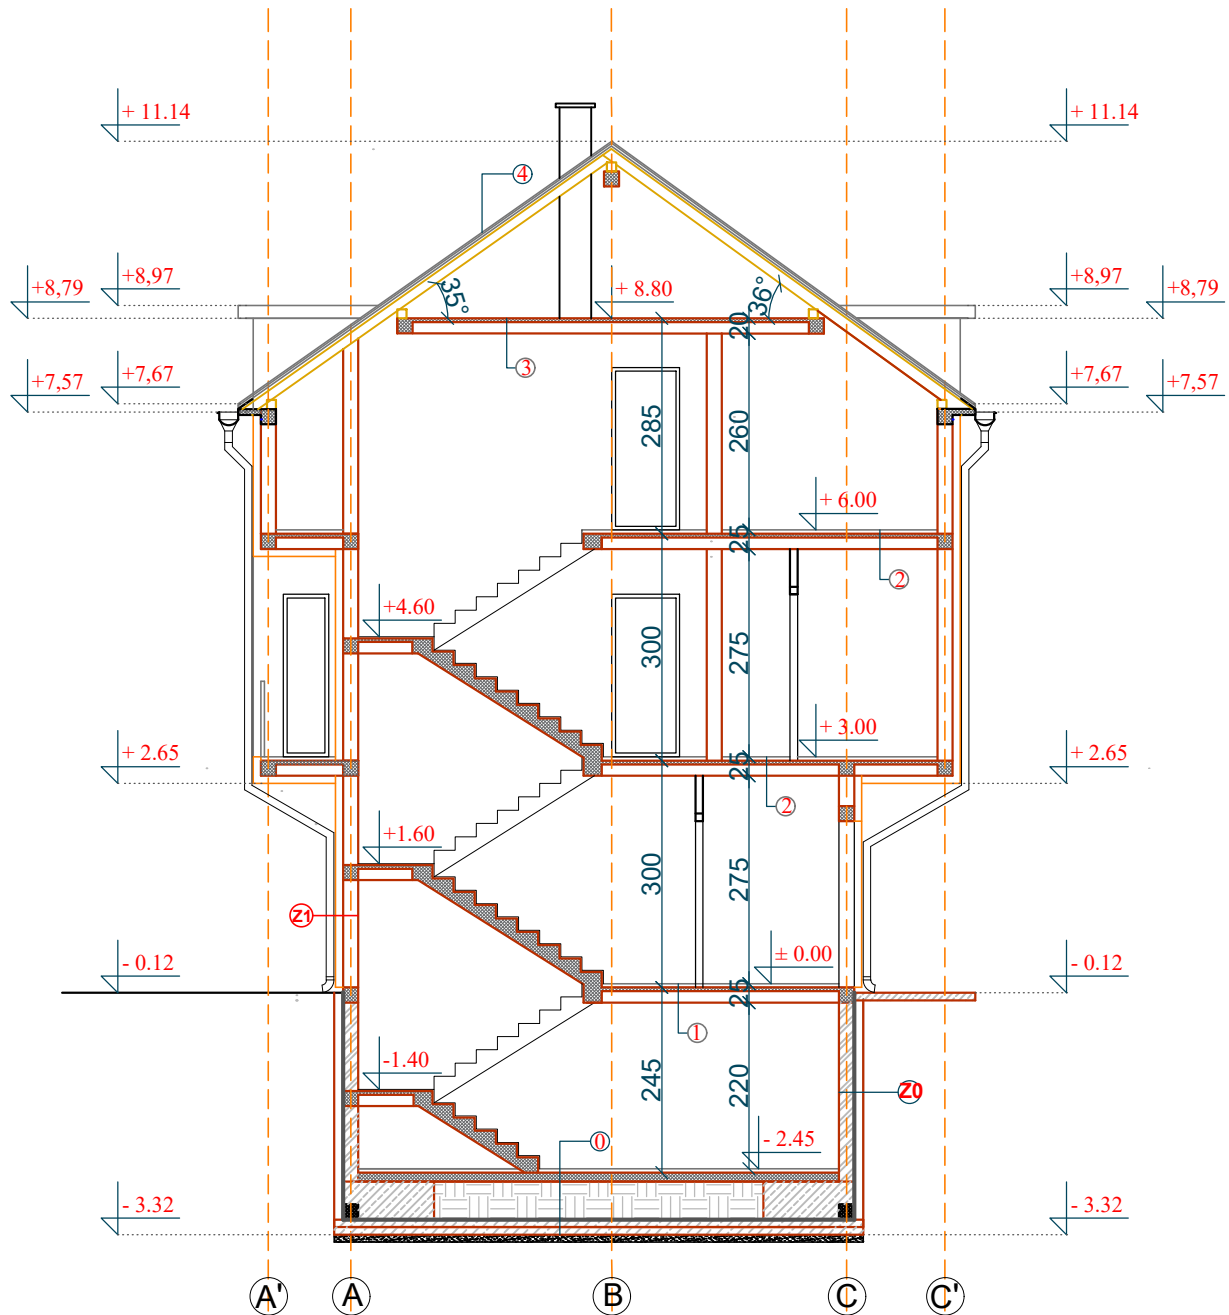 + 11.14 + 11.14
4
+8,97 +8,97
+8,79 35° + 8.80 36° +8,79
20
3
+7,67 +7,67
+7,57 +7,57
285 260
+ 6.00
25
2
+4.60
300 275
+ 3.00
+ 2.65 25 + 2.65
2
+1.60
300 275
Z1
- 0.12 ± 0.00 - 0.12
25
1
-1.40
245 220 Z0
0 - 2.45
- 3.32 - 3.32
A' A B C C'